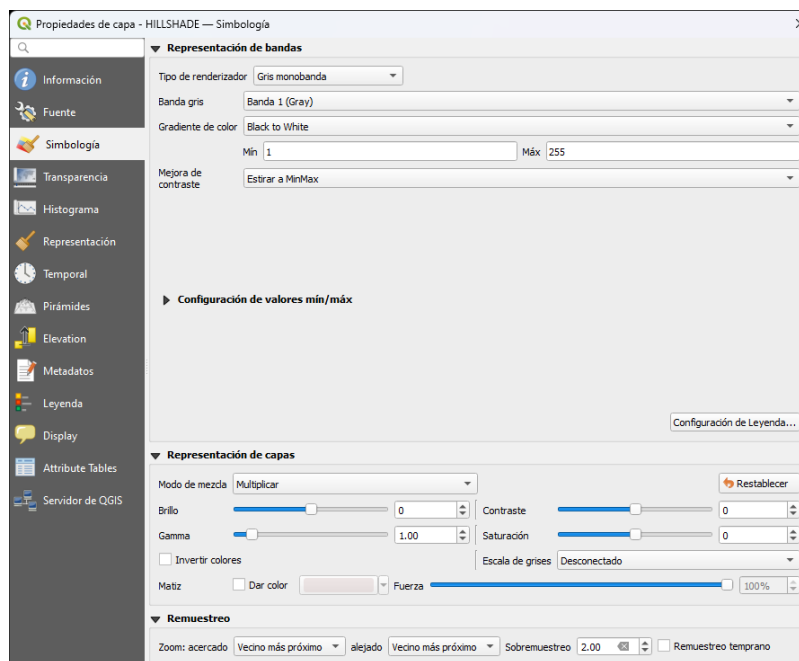 Propiedades de capa - HILLSHADE — Simbología
Información
Fuente
Simbología
Transparencia
Histograma
Representación
Temporal
Pirámides
Elevation
Metadatos
Leyenda
Display
Attribute Tables
Servidor de QGIS
Representación de bandas
Tipo de renderizador Gris monobanda
Banda gris Banda 1 (Gray)
Gradiente de color Black to White
Mín 1 Máx 255
Mejora de
contraste Estirar a MinMax
Configuración de valores mín/máx
Configuración de Leyenda...
Representación de capas
Modo de mezcla Multiplicar Restablecer
Brillo 0 Contraste 0
Gamma 1.00 Saturación 0
Invertir colores Escala de grises Desconectado
Matiz Dar color Fuerza 100%
Remuestreo
Zoom: acercado Vecino más próximo alejado Vecino más próximo Sobremuestreo 2.00 Remuestreo temprano